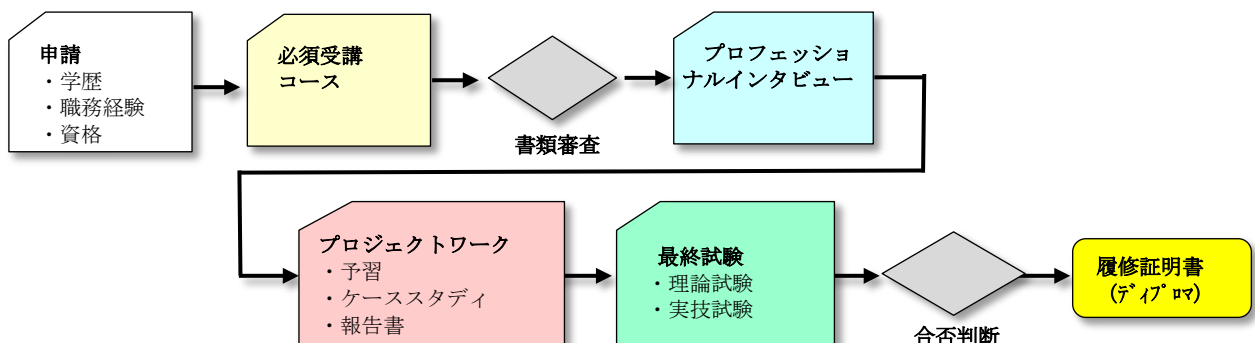 申請
・学歴
・職務経験
・資格
必須受講
コース
書類審査
プロフェッショ
ナルインタビュー
プロジェクトワーク
・予習
・ケーススタディ
・報告書
最終試験
・理論試験
・実技試験
合否判断
履修証明書
(ﾃﾞｨﾌﾟﾛﾏ)